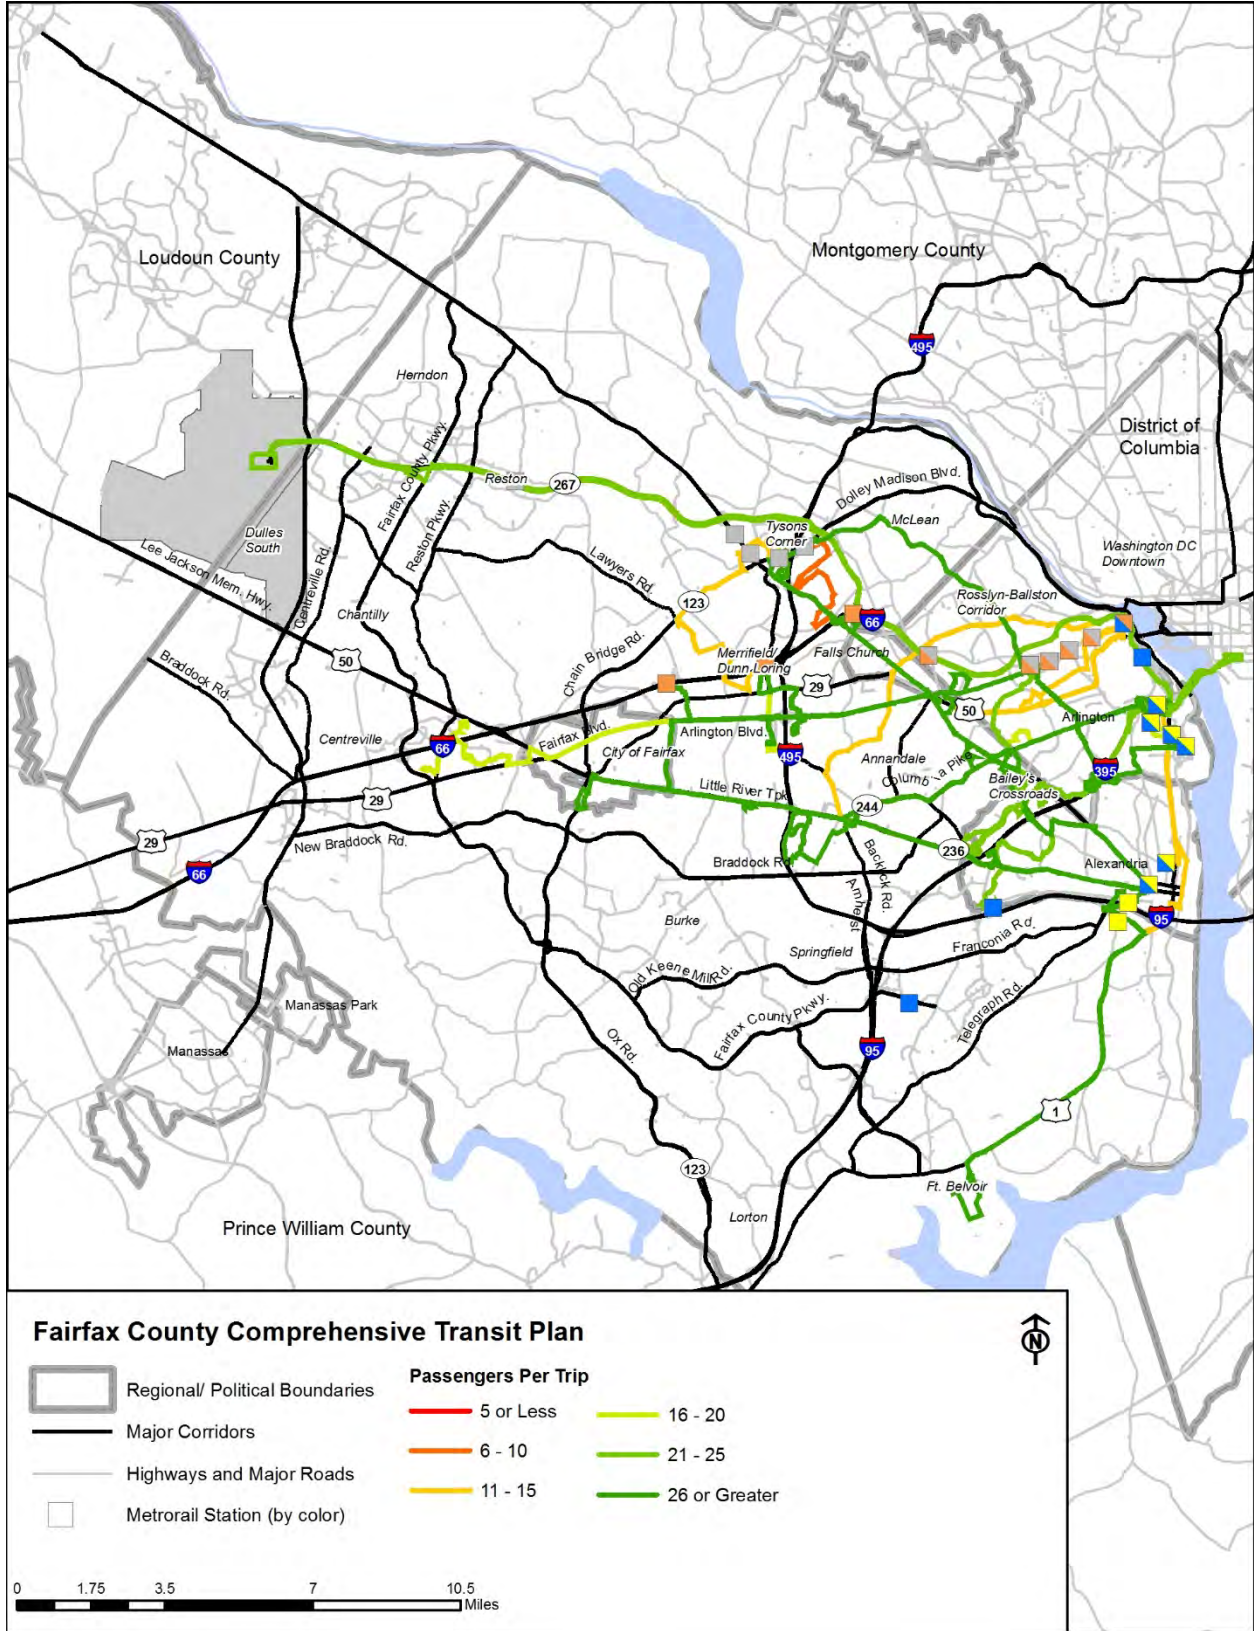 Loudoun County
Montgomery County
495
Herndon
District of
Columbia
Fairfax County Pkwy.
Reston
267
Dolley Madison Blvd.
Reston Pkwy.
McLean
Tysons
Corner
Dulles
South
Washington DC
Downtown
Lee Jackson Mem. Hwy.
Centreville Rd.
Lawyers Rd.
Rosslyn-Ballston
Corridor
123
Chantilly
66
50
Chain Bridge Rd.
Merrifield/
Dunn Loring
Falls Church
Braddock Rd.
29
50
Arlington
Centreville
66
Fairfax Blvd.
Arlington Blvd.
City of Fairfax
495
Annandale
Columbia Pike
395
Bailey's
Crossroads
29
Little River Tpk.
244
29
New Braddock Rd.
236
66
Braddock Rd.
Backlick Rd.
Alexandria
Amherst
95
Burke
Springfield
Franconia Rd.
Old Keene Mill Rd.
Manassas Park
Fairfax County Pkwy.
Telegraph Rd.
Ox Rd.
Manassas
95
1
123
Ft. Belvoir
Lorton
Prince William County
Fairfax County Comprehensive Transit Plan
N
Regional/ Political Boundaries
Major Corridors
Highways and Major Roads
Metrorail Station (by color)
Passengers Per Trip
5 or Less
6 - 10
11 - 15
16 - 20
21 - 25
26 or Greater
0 1.75 3.5 7 10.5
Miles